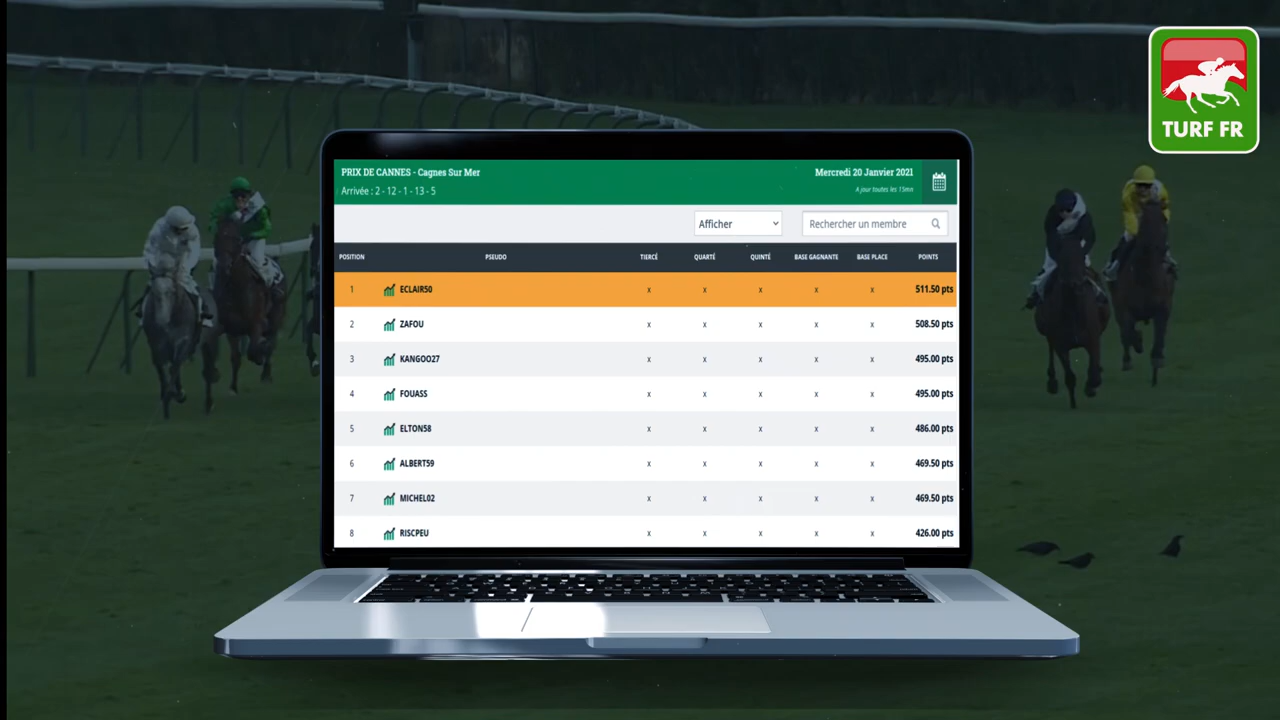 TURF FR
PRIX DE CANNES - Cagnes Sur Mer
Mercredi 20 Janvier 2021
Arrivée : 2 - 12 - 1 - 13 - 5
A jour toutes les 15mn
Afficher
Rechercher un membre
POSITION PSEUDO TIERCÉ QUARTÉ QUINTÉ BASE GAGNANTE BASE PLACE POINTS
1 ECLAIR50 x x x x x 511.50 pts
2 ZAFOU x x x x x 508.50 pts
3 KANGOO27 x x x x x 495.00 pts
4 FOUASS x x x x x 495.00 pts
5 ELTON58 x x x x x 486.00 pts
6 ALBERT59 x x x x x 469.50 pts
7 MICHEL02 x x x x x 469.50 pts
8 RISCPEU x x x x x 426.00 pts